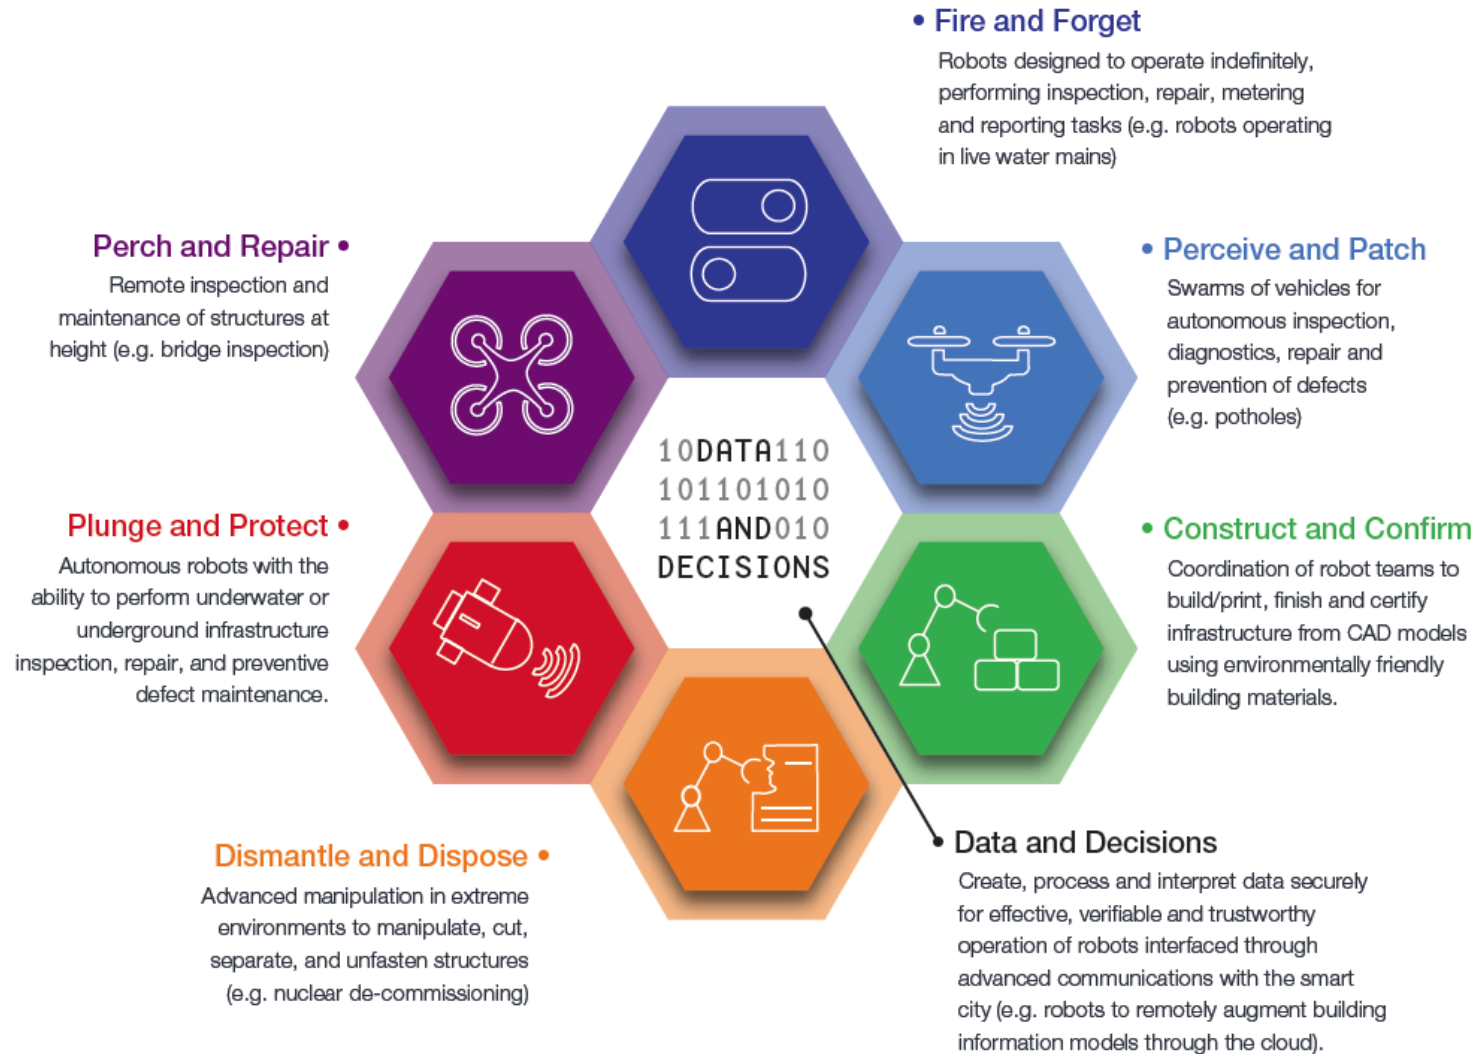 • Fire and Forget
Robots designed to operate indefinitely,
performing inspection, repair, metering
and reporting tasks (e.g. robots operating
in live water mains)
Perch and Repair •
Remote inspection and
maintenance of structures at
height (e.g. bridge inspection)
• Perceive and Patch
Swarms of vehicles for
autonomous inspection,
diagnostics, repair and
prevention of defects
(e.g. potholes)
10DATA110
101101010
111AND010
DECISIONS
Plunge and Protect •
Autonomous robots with the
ability to perform underwater or
underground infrastructure
inspection, repair, and preventive
defect maintenance.
• Construct and Confirm
Coordination of robot teams to
build/print, finish and certify
infrastructure from CAD models
using environmentally friendly
building materials.
Dismantle and Dispose •
Advanced manipulation in extreme
environments to manipulate, cut,
separate, and unfasten structures
(e.g. nuclear de-commissioning)
• Data and Decisions
Create, process and interpret data securely
for effective, verifiable and trustworthy
operation of robots interfaced through
advanced communications with the smart
city (e.g. robots to remotely augment building
information models through the cloud).